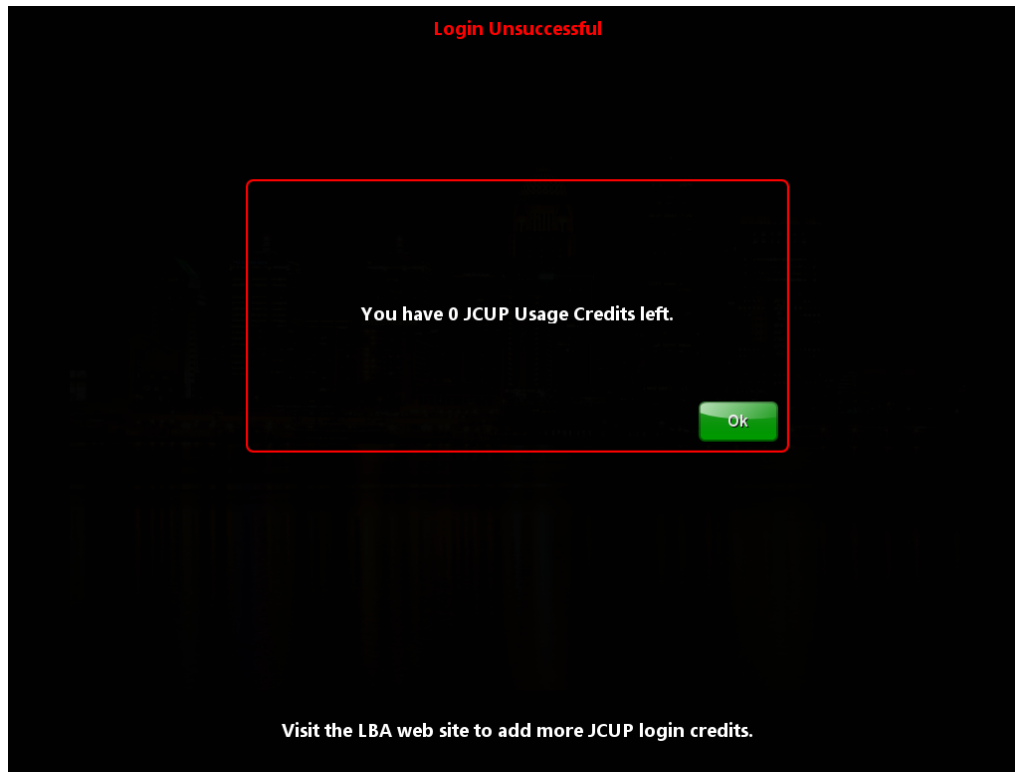 Login Unsuccessful
You have 0 JCUP Usage Credits left.
Ok
Visit the LBA web site to add more JCUP login credits.